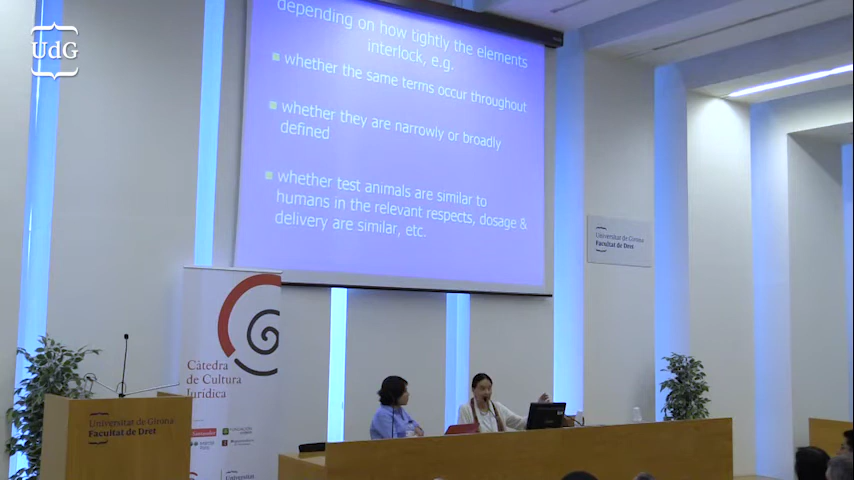 UdG
depending on how tightly the elements
interlock, e.g.
whether the same terms occur throughout
whether they are narrowly or broadly
defined
whether test animals are similar to
humans in the relevant respects, dosage &
delivery are similar, etc.
Universitat de Girona
Facultat de Dret
Càtedra
de Cultura
Jurídica
Universitat de Girona
Facultat de Dret